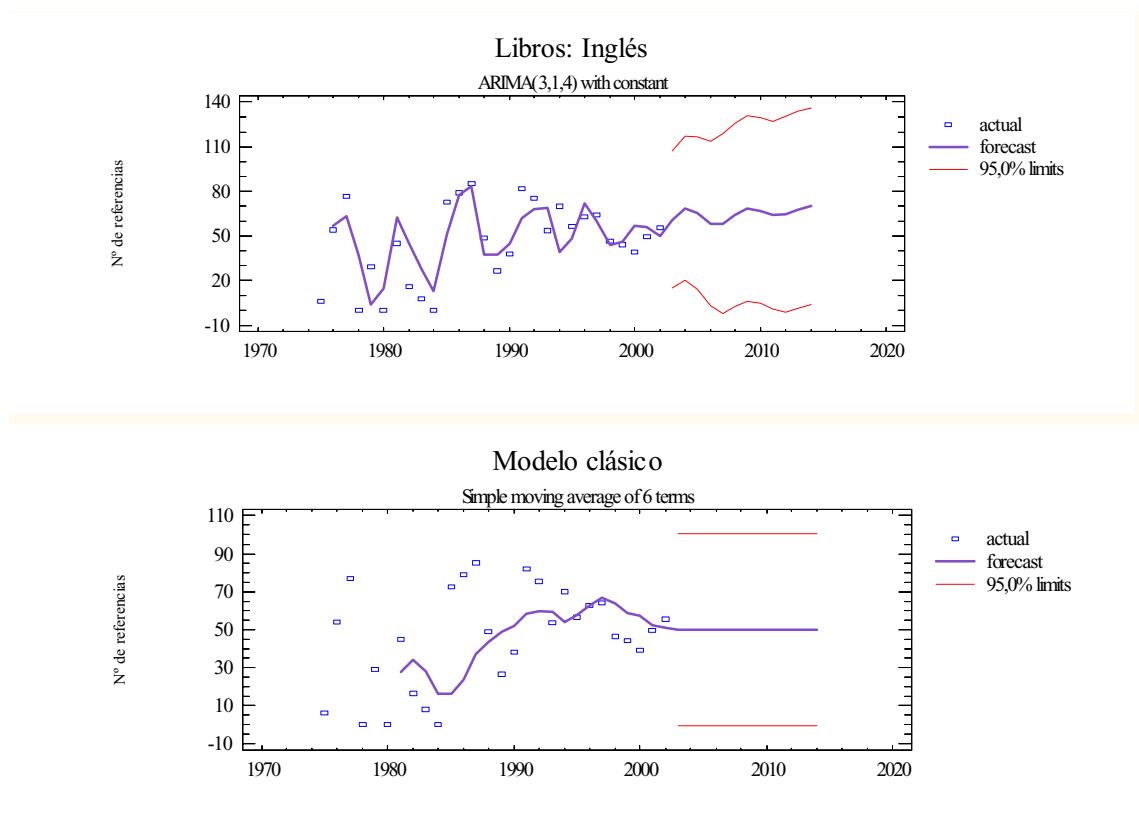 Libros: Inglés
ARIMA(3,1,4) with constant
Nº de referencias
140
110
80
50
20
-10
1970 1980 1990 2000 2010 2020
actual
forecast
95,0% limits
Modelo clásico
Simple moving average of 6 terms
Nº de referencias
110
90
70
50
30
10
-10
1970 1980 1990 2000 2010 2020
actual
forecast
95,0% limits